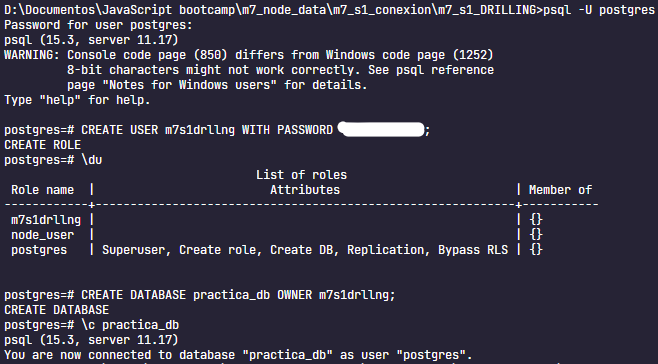 D:\Documentos\JavaScript bootcamp\m7_node_data\m7_s1_conexion\m7_s1_DRILLING>psql -U postgres
Password for user postgres:
psql (15.3, server 11.17)
WARNING: Console code page (850) differs from Windows code page (1252)
         8-bit characters might not work correctly. See psql reference
         page "Notes for Windows users" for details.
Type "help" for help.

postgres=# CREATE USER m7s1drllng WITH PASSWORD ;
CREATE ROLE
postgres=# \du
                                   List of roles
 Role name  |                         Attributes                         | Member of
------------+------------------------------------------------------------+-----------
 m7s1drllng |                                                            | {}
 node_user  |                                                            | {}
 postgres   | Superuser, Create role, Create DB, Replication, Bypass RLS | {}

postgres=# CREATE DATABASE practica_db OWNER m7s1drllng;
CREATE DATABASE
postgres=# \c practica_db
psql (15.3, server 11.17)
You are now connected to database "practica_db" as user "postgres".